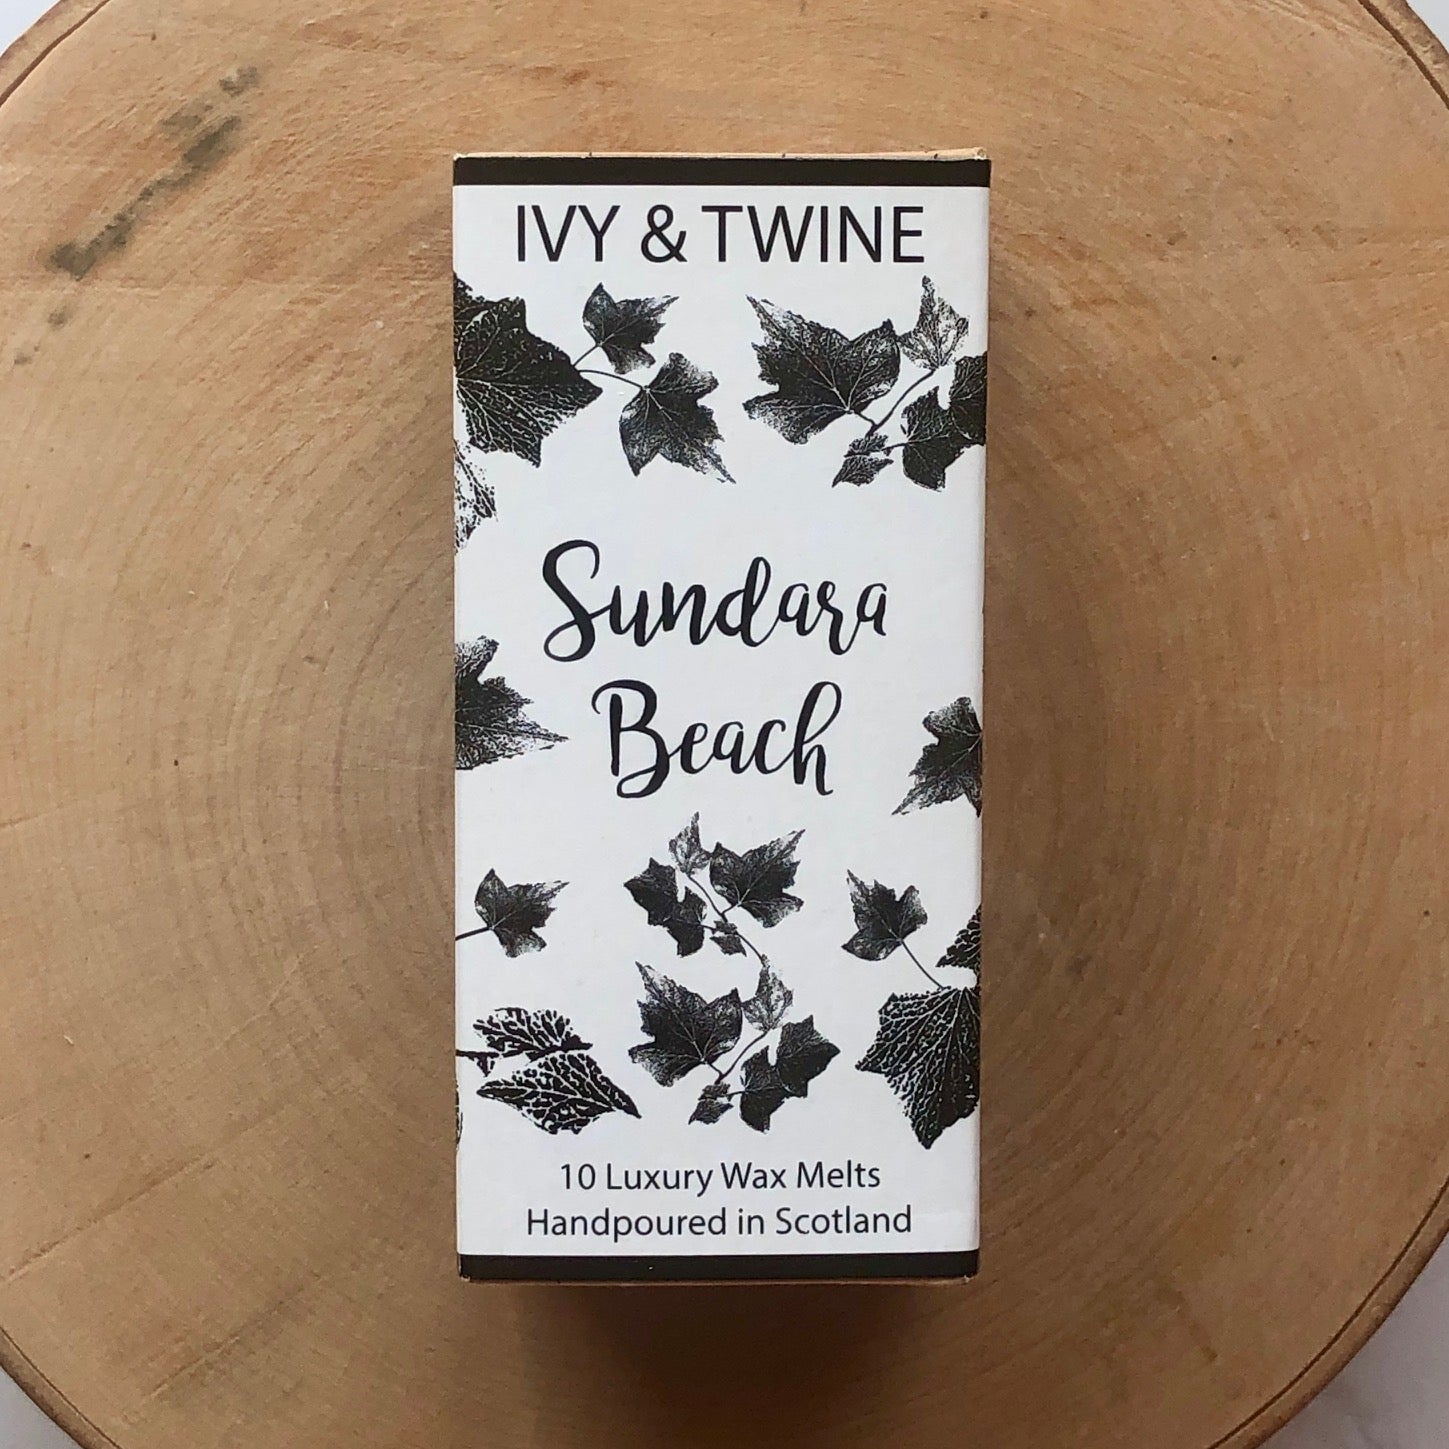 IVY & TWINE
Sundara
Beach
10 Luxury Wax Melts
Handpoured in Scotland